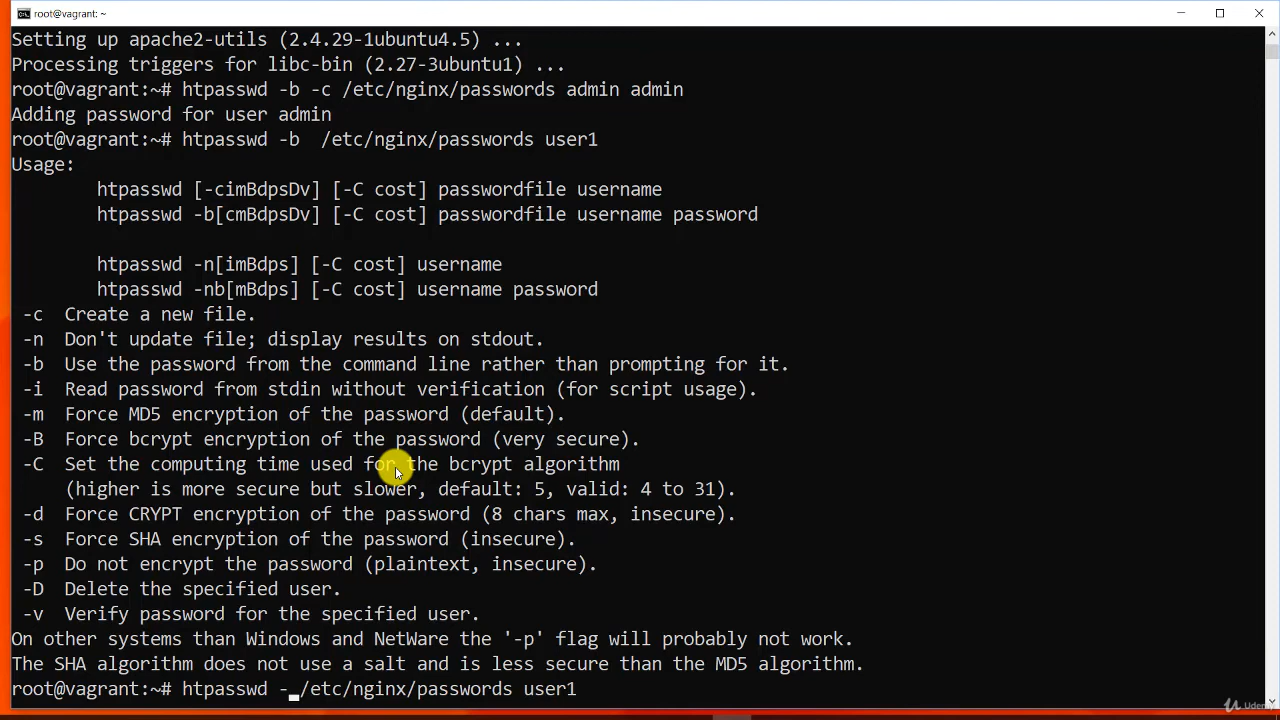 root@vagrant: ~
Setting up apache2-utils (2.4.29-1ubuntu4.5) ...
Processing triggers for libc-bin (2.27-3ubuntu1) ...
root@vagrant:~# htpasswd -b -c /etc/nginx/passwords admin admin
Adding password for user admin
root@vagrant:~# htpasswd -b  /etc/nginx/passwords user1
Usage:
        htpasswd [-cimBdpsDv] [-C cost] passwordfile username
        htpasswd -b[cmBdpsDv] [-C cost] passwordfile username password

        htpasswd -n[imBdps] [-C cost] username
        htpasswd -nb[mBdps] [-C cost] username password
 -c  Create a new file.
 -n  Don't update file; display results on stdout.
 -b  Use the password from the command line rather than prompting for it.
 -i  Read password from stdin without verification (for script usage).
 -m  Force MD5 encryption of the password (default).
 -B  Force bcrypt encryption of the password (very secure).
 -C  Set the computing time used for the bcrypt algorithm
     (higher is more secure but slower, default: 5, valid: 4 to 31).
 -d  Force CRYPT encryption of the password (8 chars max, insecure).
 -s  Force SHA encryption of the password (insecure).
 -p  Do not encrypt the password (plaintext, insecure).
 -D  Delete the specified user.
 -v  Verify password for the specified user.
On other systems than Windows and NetWare the '-p' flag will probably not work.
The SHA algorithm does not use a salt and is less secure than the MD5 algorithm.
root@vagrant:~# htpasswd - /etc/nginx/passwords user1